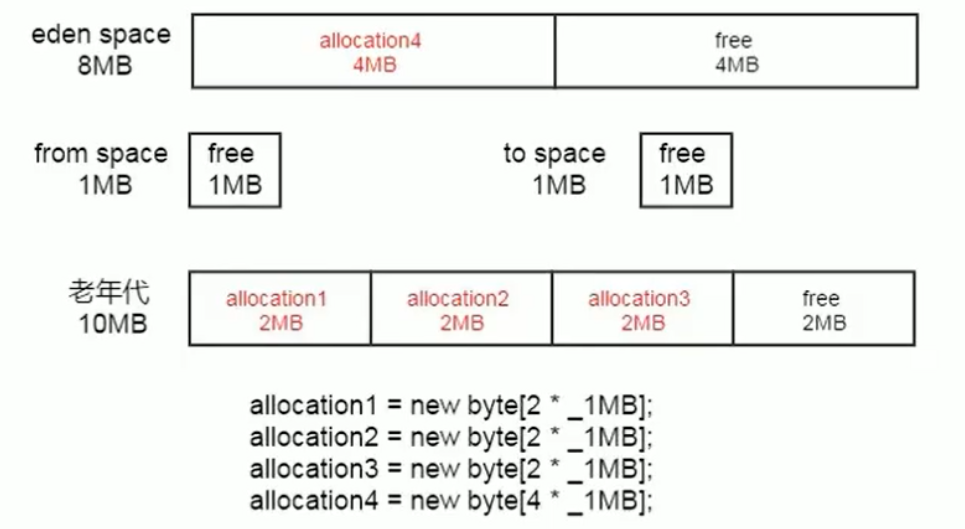 eden space
8MB
allocation4
4MB
free
4MB
from space
1MB
free
1MB
to space
1MB
free
1MB
老年代
10MB
allocation1
2MB
allocation2
2MB
allocation3
2MB
free
2MB
allocation1 = new byte[2 * _1MB];
allocation2 = new byte[2 * _1MB];
allocation3 = new byte[2 * _1MB];
allocation4 = new byte[4 * _1MB];